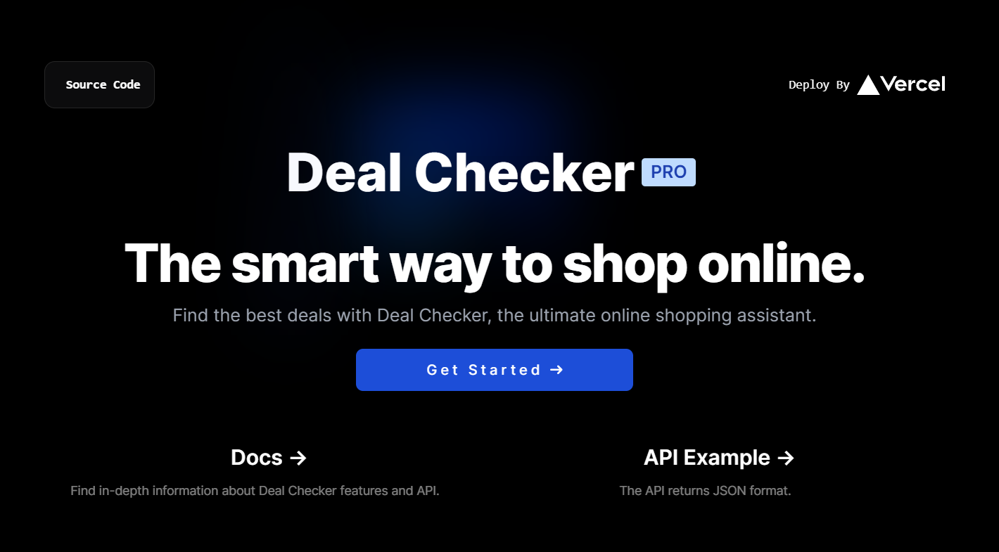 Source Code
Deploy By Vercel
Deal Checker PRO
The smart way to shop online.
Find the best deals with Deal Checker, the ultimate online shopping assistant.
Get Started →
Docs →
API Example →
Find in-depth information about Deal Checker features and API.
The API returns JSON format.